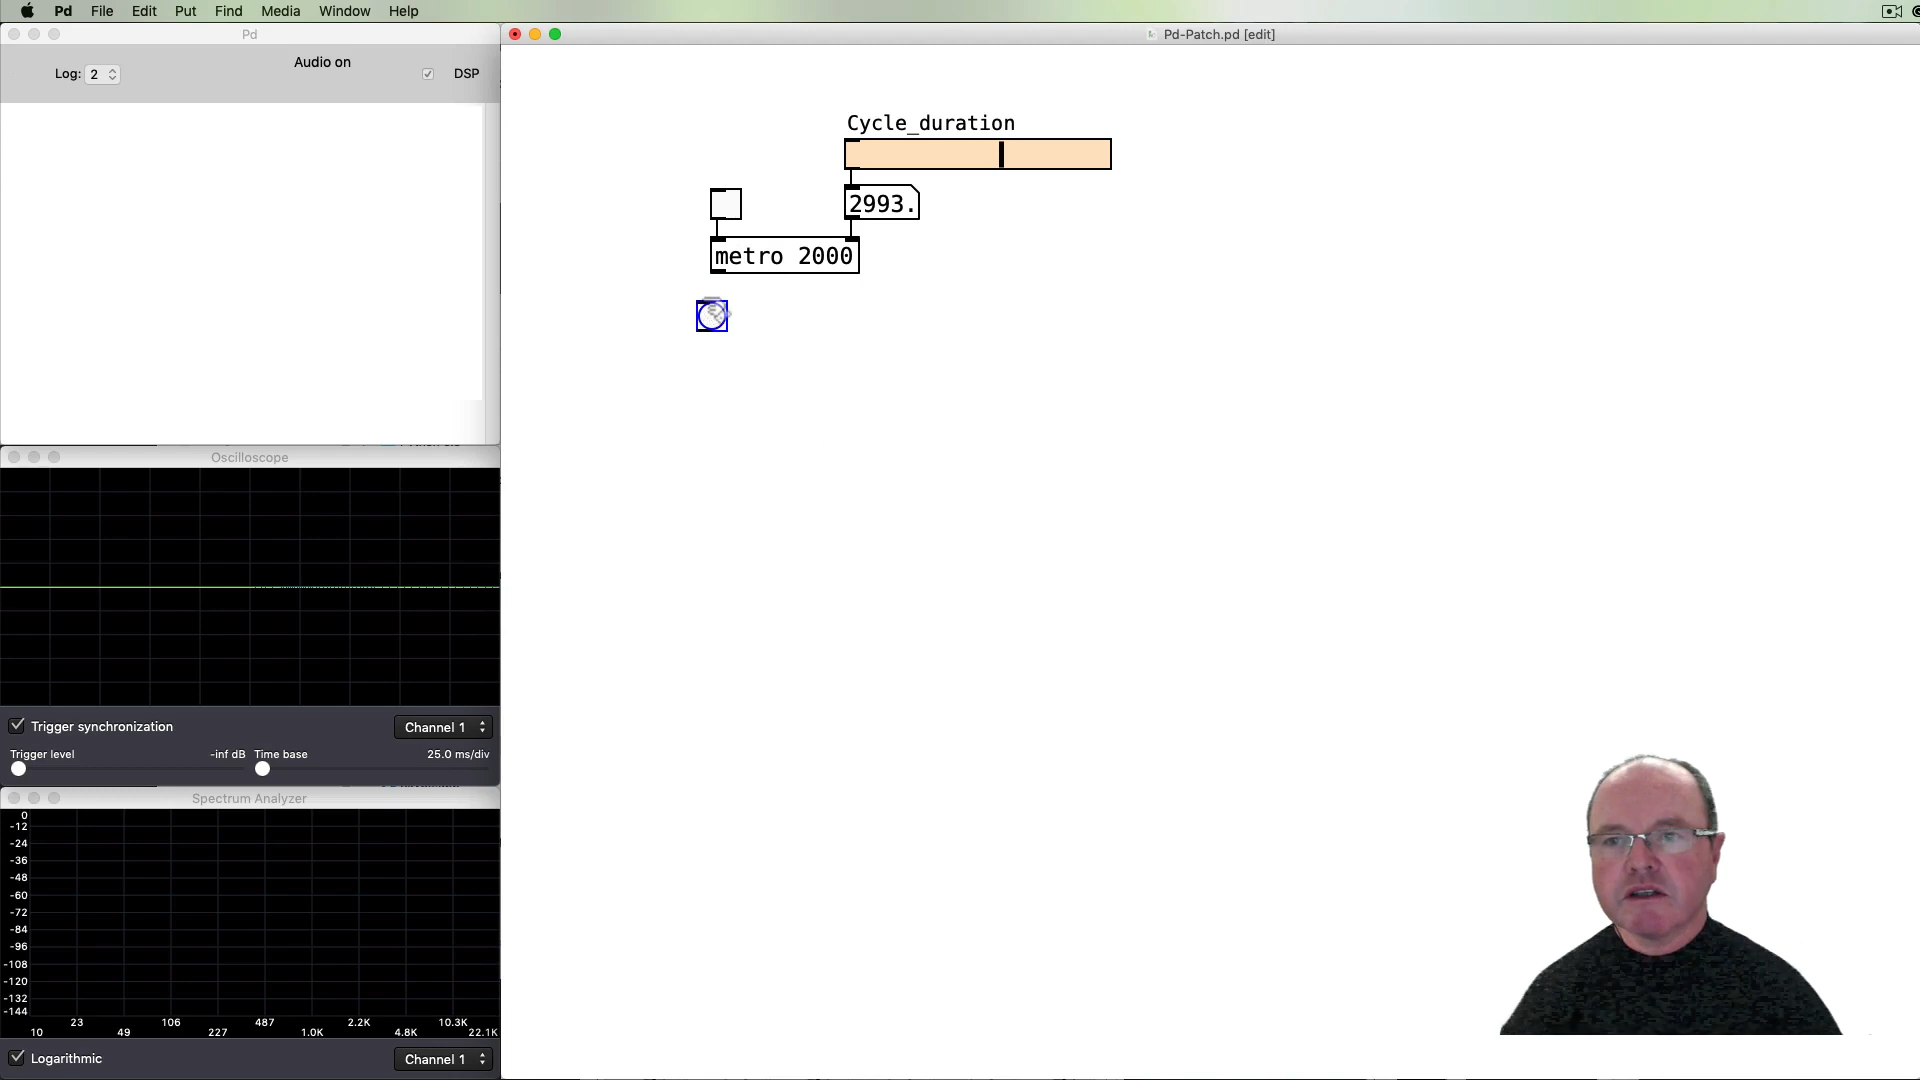 Pd File Edit Put Find Media Window Help
Pd
Log: 2
Audio on
DSP
Pd-Patch.pd [edit]
Cycle_duration
2993.
metro 2000
Oscilloscope
Trigger synchronization
Channel 1
Trigger level
-inf dB
Time base
25.0 ms/div
Spectrum Analyzer
0
-12
-24
-36
-48
-60
-72
-84
-96
-108
-120
-132
-144
23 106 487 2.2K 10.3K
10 49 227 1.0K 4.8K 22.1K
Logarithmic
Channel 1